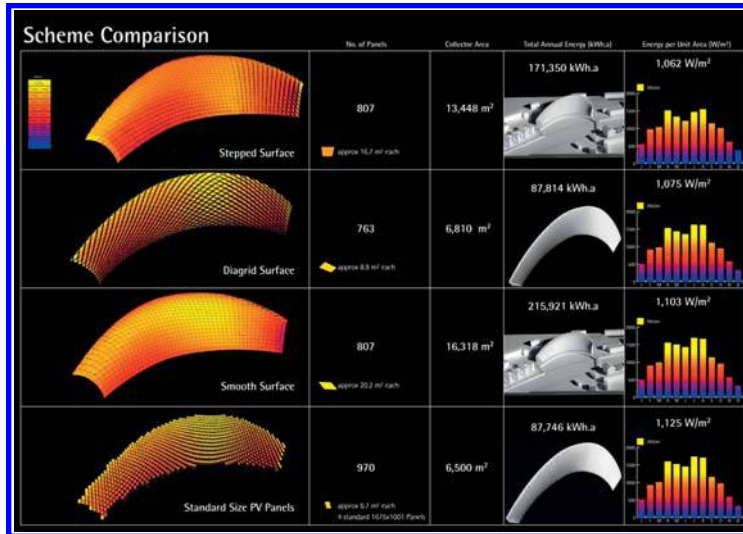 Scheme Comparison
No. of Panels
Collector Area
Total Annual Energy (kWh.a)
Energy per Unit Area (W/m²)
Stepped Surface
807
approx 16.7 m² each
13,448 m²
171,350 kWh.a
1,062 W/m²
Diagrid Surface
763
approx 8.9 m² each
6,810 m²
87,814 kWh.a
1,075 W/m²
Smooth Surface
807
approx 20.2 m² each
16,318 m²
215,921 kWh.a
1,103 W/m²
Standard Size PV Panels
970
approx 6.7 m² each
4 standard 1675x1001 Panels
6,500 m²
87,746 kWh.a
1,125 W/m²